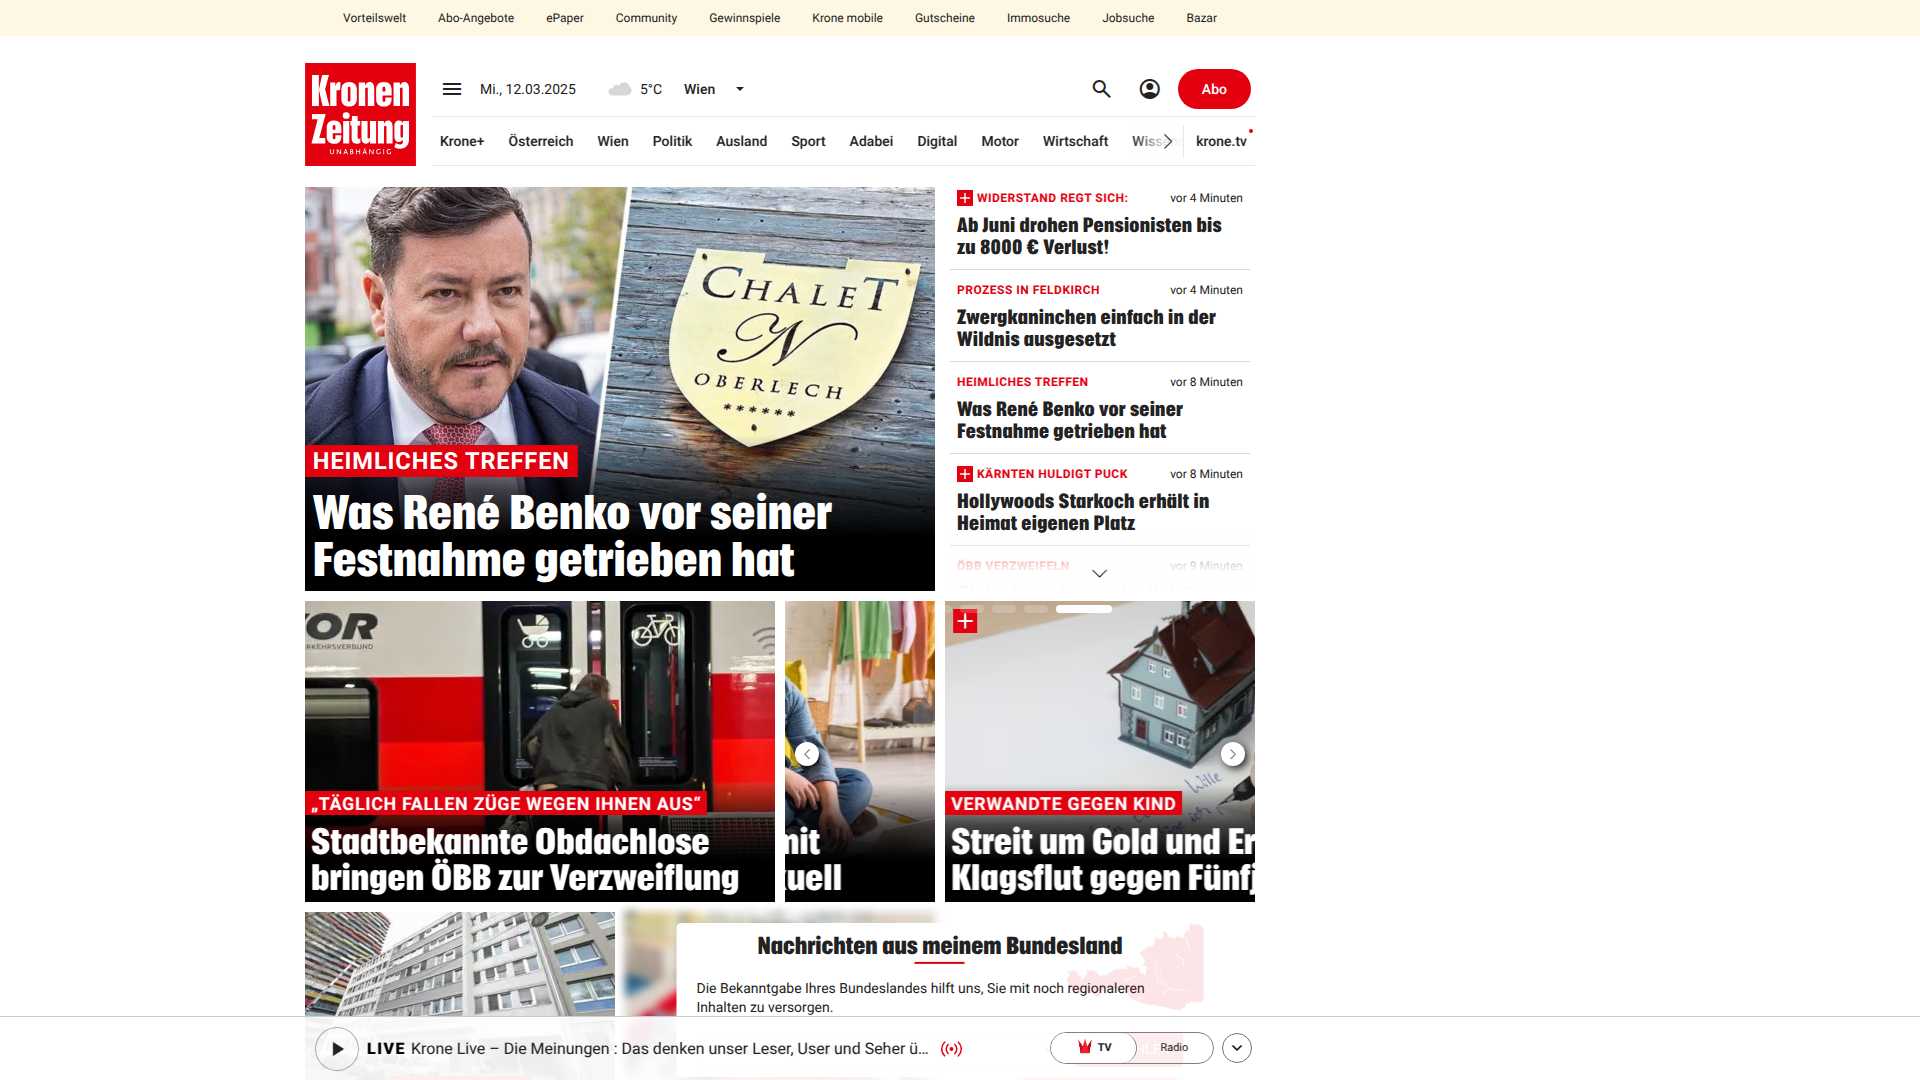 Vorteilswelt Abo-Angebote ePaper Community Gewinnspiele Krone mobile Gutscheine Immosuche Jobsuche Bazar
Kronen
Zeitung
UNABHÄNGIG
Mi., 12.03.2025 5°C Wien
Abo
Krone+ Österreich Wien Politik Ausland Sport Adabei Digital Motor Wirtschaft krone.tv
CHALET
N
OBERLECH
******
HEIMLICHES TREFFEN
Was René Benko vor seiner
Festnahme getrieben hat
WIDERSTAND REGT SICH: vor 4 Minuten
Ab Juni drohen Pensionisten bis
zu 8000 € Verlust!
PROZESS IN FELDKIRCH vor 4 Minuten
Zwergkaninchen einfach in der
Wildnis ausgesetzt
HEIMLICHES TREFFEN vor 8 Minuten
Was René Benko vor seiner
Festnahme getrieben hat
KÄRNTEN HULDIGT PUCK vor 8 Minuten
Hollywoods Starkoch erhält in
Heimat eigenen Platz
ÖBB VERZWEIFELN vor 9 Minuten
„TÄGLICH FALLEN ZÜGE WEGEN IHNEN AUS“
Stadtbekannte Obdachlose
bringen ÖBB zur Verzweiflung
mit
VERWANDTE GEGEN KIND
Streit um Gold und Er
Klagsflut gegen Fünfj
Nachrichten aus meinem Bundesland
Die Bekanntgabe Ihres Bundeslandes hilft uns, Sie mit noch regionaleren
Inhalten zu versorgen.
LIVE Krone Live – Die Meinungen : Das denken unser Leser, User und Seher ü...
TV Radio